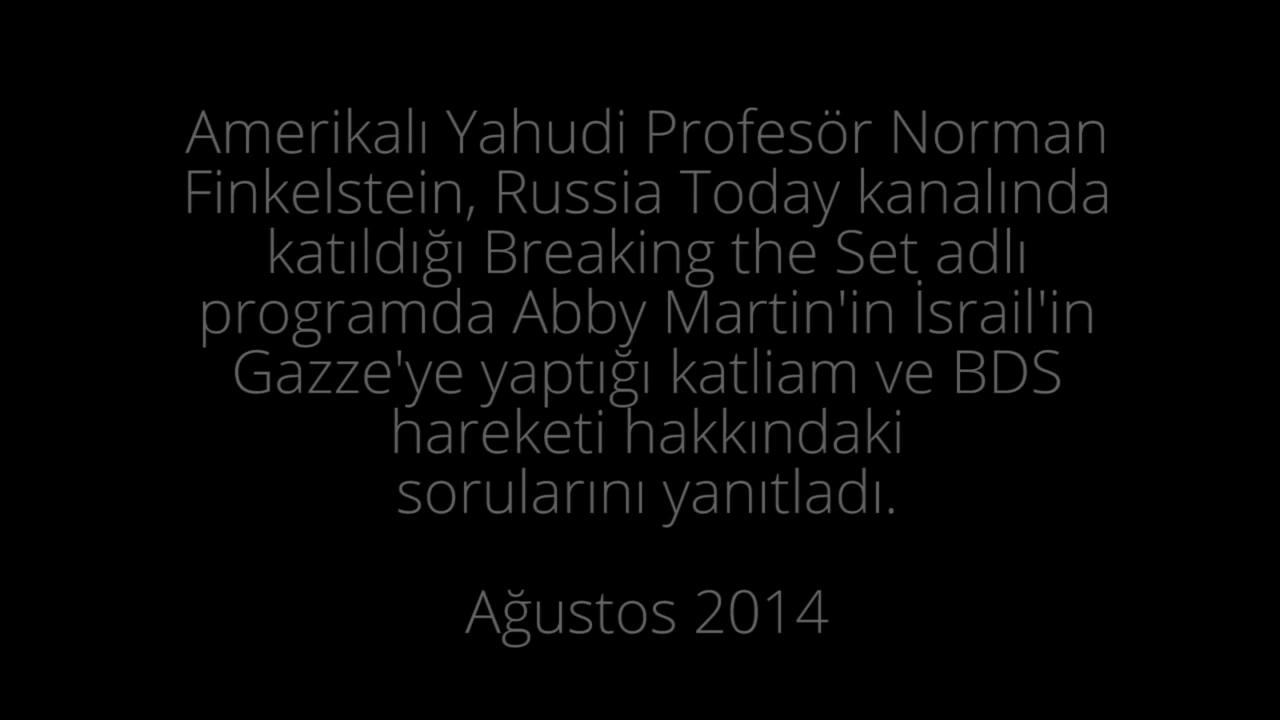 Amerikalı Yahudi Profesör Norman
Finkelstein, Russia Today kanalında
katıldığı Breaking the Set adlı
programda Abby Martin'in İsrail'in
Gazze'ye yaptığı katliam ve BDS
hareketi hakkındaki
sorularını yanıtladı.
Ağustos 2014